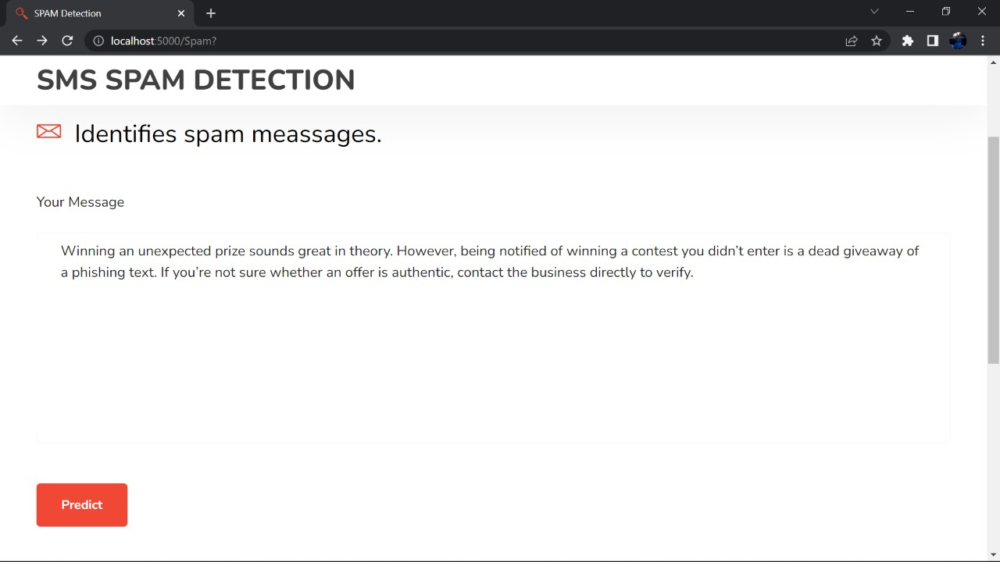 SPAM Detection
localhost:5000/Spam?
SMS SPAM DETECTION
Identifies spam meassages.
Your Message
Winning an unexpected prize sounds great in theory. However, being notified of winning a contest you didn’t enter is a dead giveaway of
a phishing text. If you’re not sure whether an offer is authentic, contact the business directly to verify.
Predict